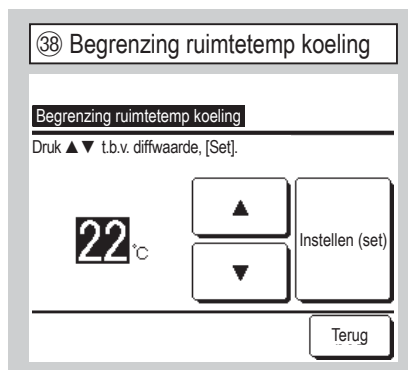 ㊳ Begrenzing ruimtetemp koeling
Begrenzing ruimtetemp koeling
Druk ▲▼ t.b.v. diffwaarde, [Set].
22 °C
▲
Instellen (set)
▼
Terug